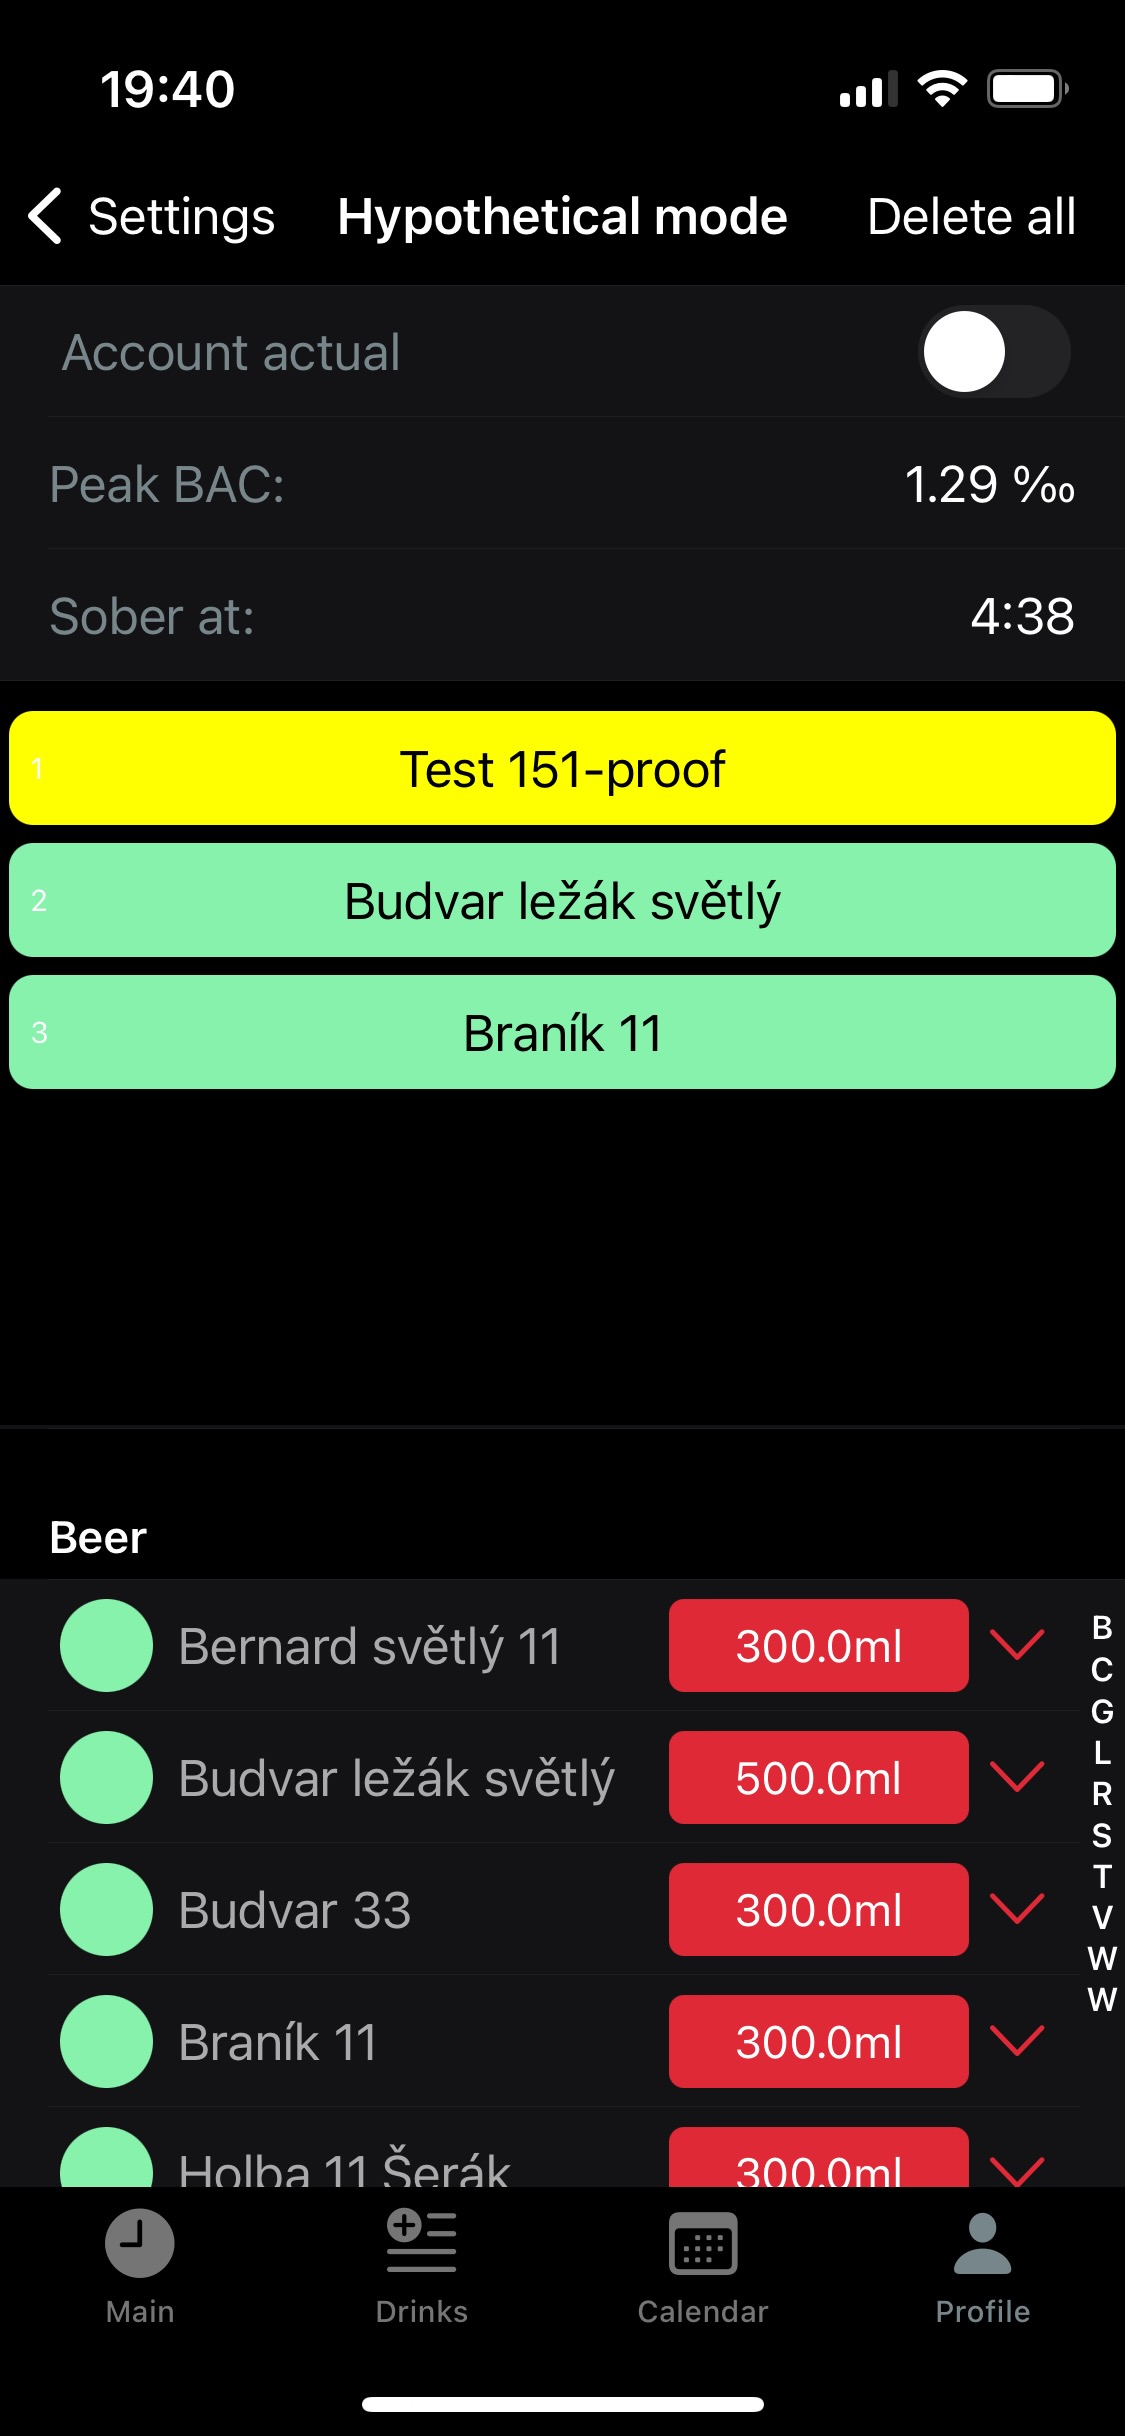 19:40
Settings Hypothetical mode Delete all
Account actual
Peak BAC: 1.29 ‰
Sober at: 4:38
1 Test 151-proof
2 Budvar ležák světlý
3 Braník 11
Beer
Bernard světlý 11 300.0ml
Budvar ležák světlý 500.0ml
Budvar 33 300.0ml
Braník 11 300.0ml
Holba 11 Šerák 300.0ml
B
C
G
L
R
S
T
V
W
W
Main Drinks Calendar Profile